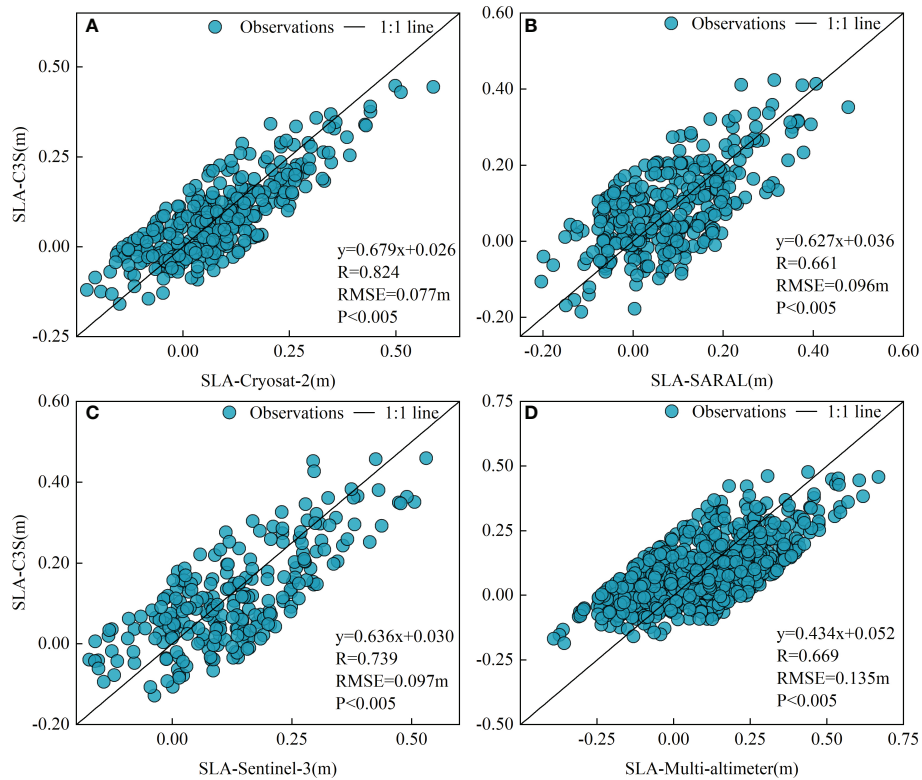 A
Observations 1:1 line
0.50
0.25
0.00
-0.25
SLA-C3S(m)
y=0.679x+0.026
R=0.824
RMSE=0.077m
P<0.005
0.00 0.25 0.50
SLA-Cryosat-2(m)
B
Observations 1:1 line
0.60
0.40
0.20
0.00
-0.20
y=0.627x+0.036
R=0.661
RMSE=0.096m
P<0.005
-0.20 0.00 0.20 0.40 0.60
SLA-SARAL(m)
C
Observations 1:1 line
0.60
0.40
0.20
0.00
-0.20
SLA-C3S(m)
y=0.636x+0.030
R=0.739
RMSE=0.097m
P<0.005
0.00 0.25 0.50
SLA-Sentinel-3(m)
D
Observations 1:1 line
0.75
0.50
0.25
0.00
-0.25
-0.50
y=0.434x+0.052
R=0.669
RMSE=0.135m
P<0.005
-0.25 0.00 0.25 0.50 0.75
SLA-Multi-altimeter(m)